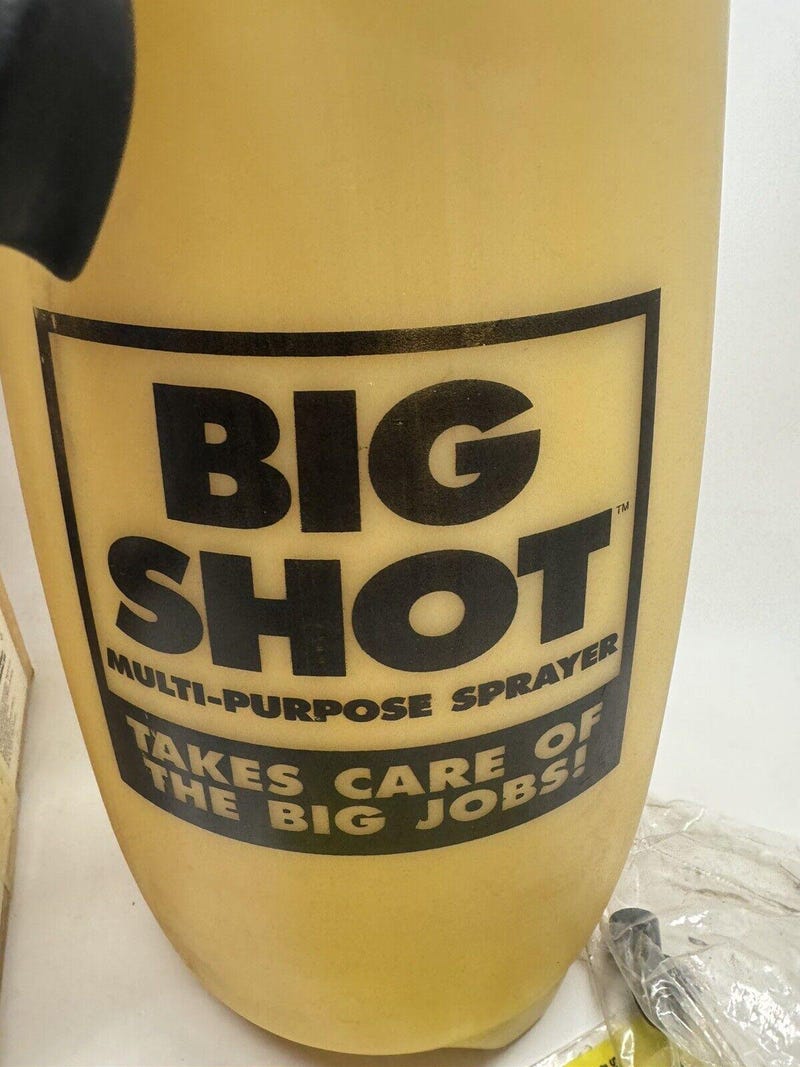 BIG
SHOT™
MULTI-PURPOSE SPRAYER
TAKES CARE OF
THE BIG JOBS!